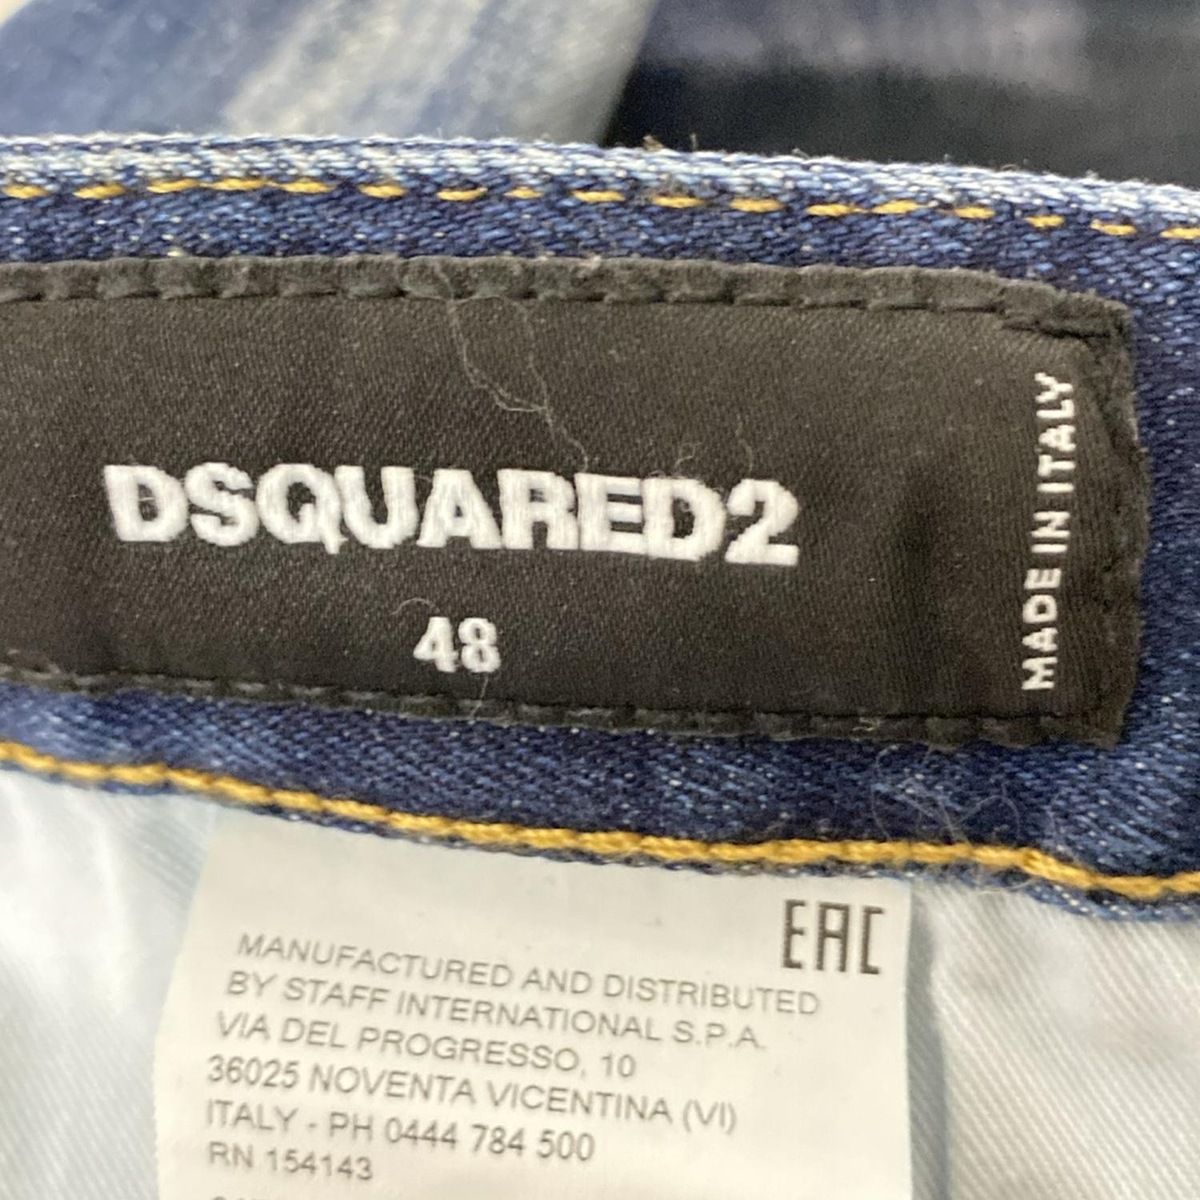 DSQUARED2
48
MADE IN ITALY
EAC
MANUFACTURED AND DISTRIBUTED
BY STAFF INTERNATIONAL S.P.A.
VIA DEL PROGRESSO, 10
36025 NOVENTA VICENTINA (VI)
ITALY - PH 0444 784 500
RN 154143